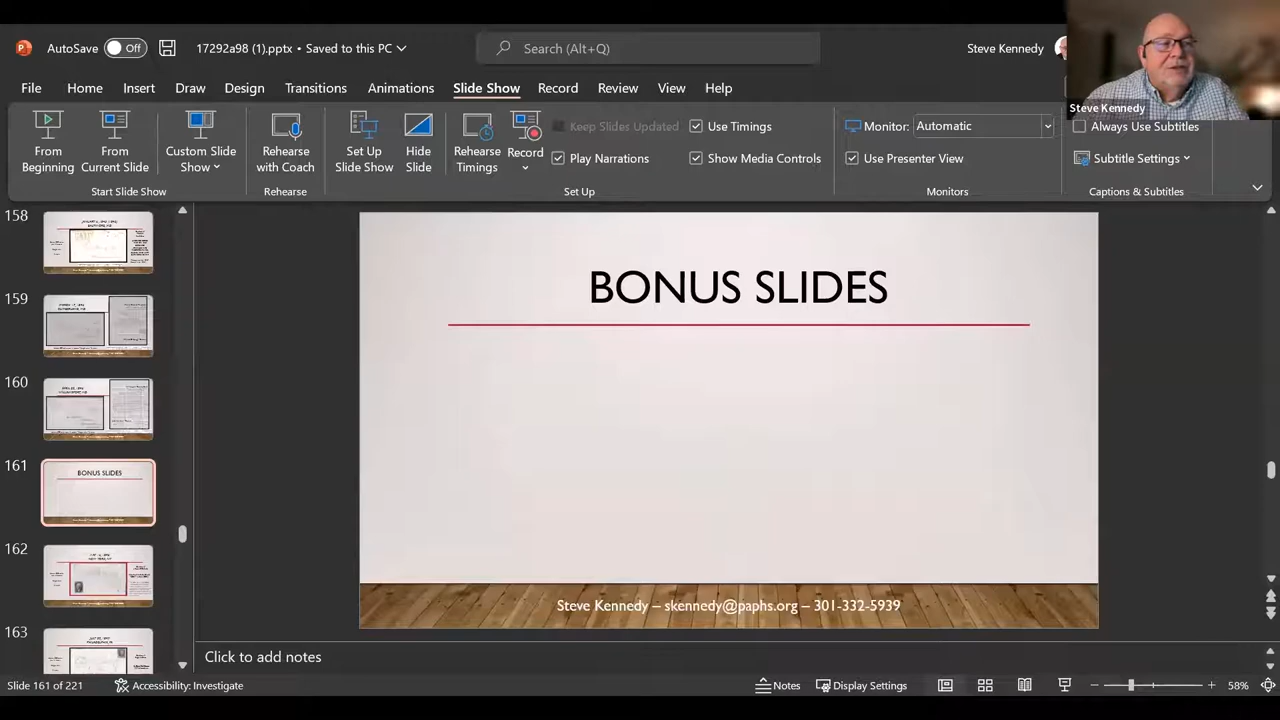 AutoSave Off 17292a98 (1).pptx • Saved to this PC Search (Alt+Q) Steve Kennedy
Steve Kennedy
File Home Insert Draw Design Transitions Animations Slide Show Record Review View Help
From Beginning
From Current Slide
Custom Slide Show
Start Slide Show
Rehearse with Coach
Rehearse
Set Up Slide Show
Hide Slide
Rehearse Timings
Record
Keep Slides Updated
Use Timings
Play Narrations
Show Media Controls
Set Up
Monitor: Automatic
Use Presenter View
Monitors
Always Use Subtitles
Subtitle Settings
Captions & Subtitles
158
159
160
161
BONUS SLIDES
162
163
BONUS SLIDES
Steve Kennedy – skennedy@paphs.org – 301-332-5939
Click to add notes
Slide 161 of 221 Accessibility: Investigate Notes Display Settings 58%